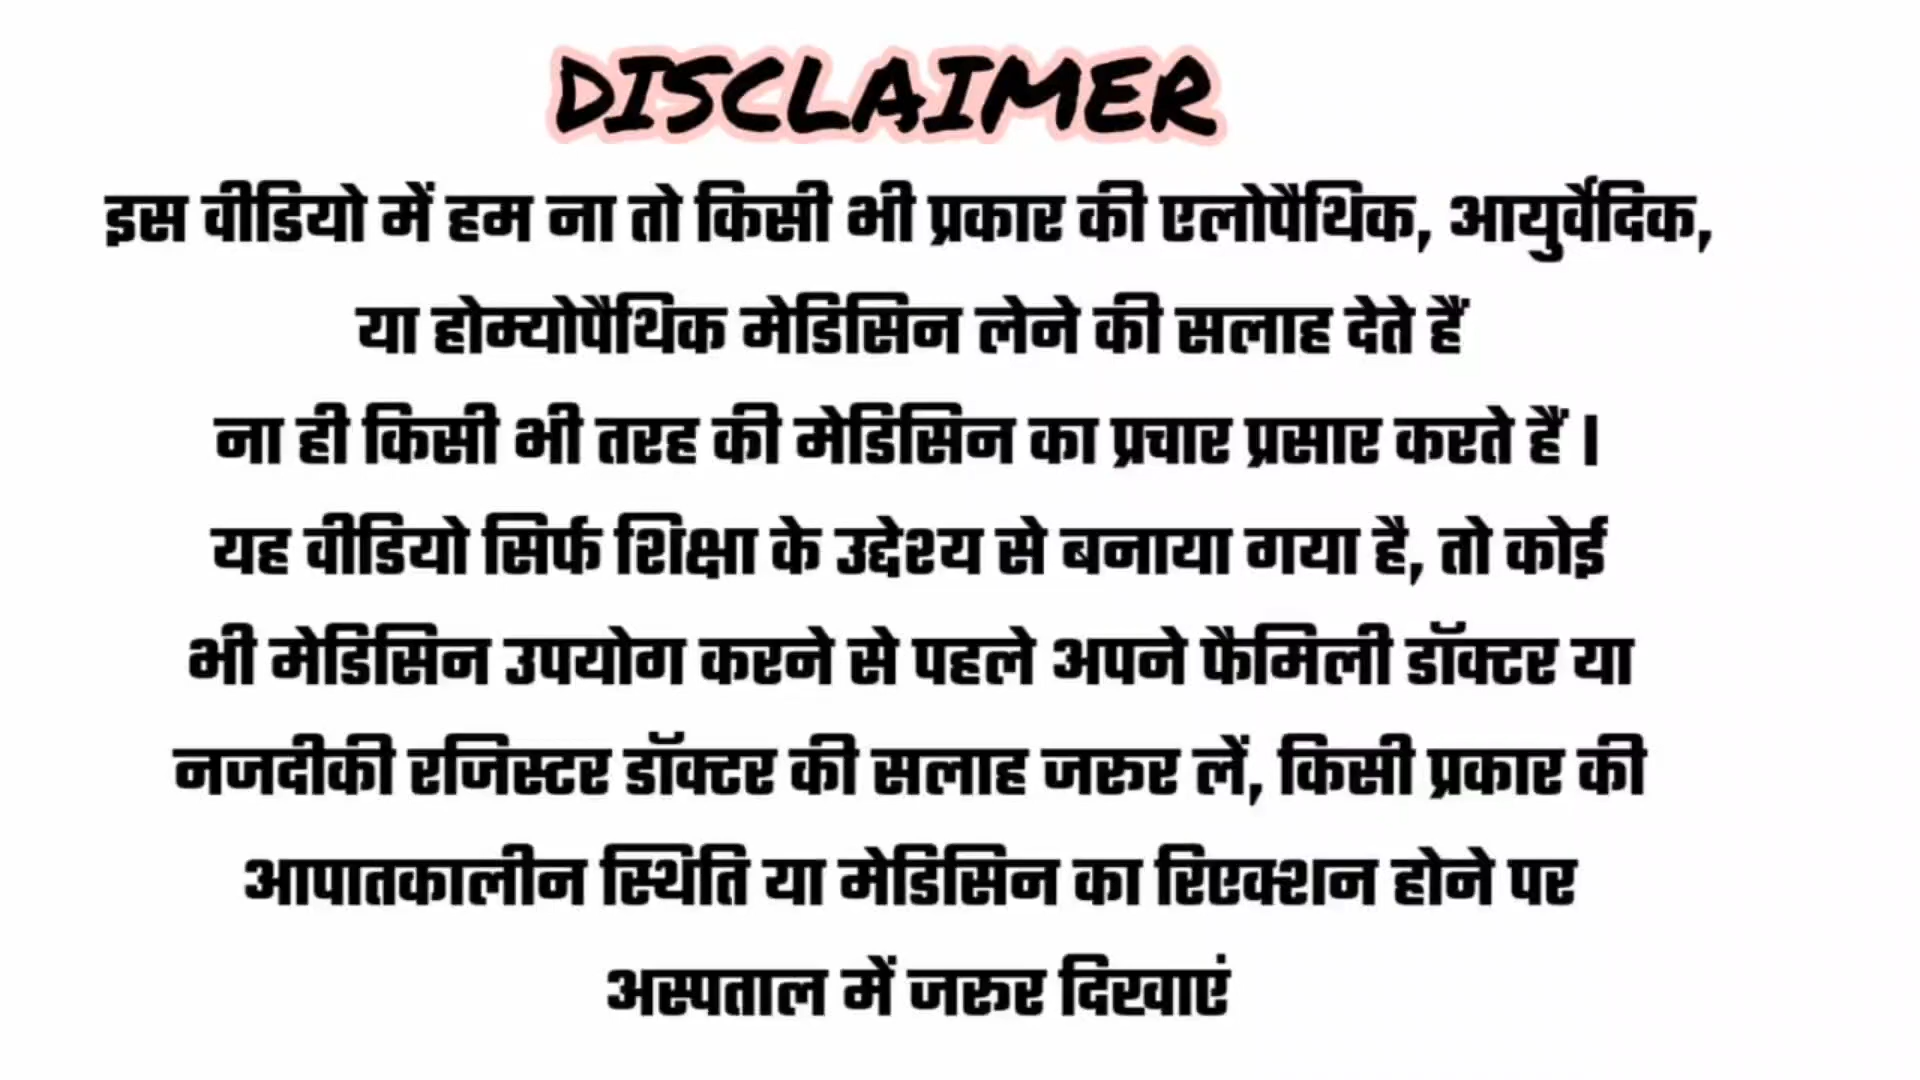 DISCLAIMER
इस वीडियो में हम ना तो किसी भी प्रकार की एलोपैथिक, आयुर्वैदिक,
या होम्योपैथिक मेडिसिन लेने की सलाह देते हैं
ना ही किसी भी तरह की मेडिसिन का प्रचार प्रसार करते हैं ।
यह वीडियो सिर्फ शिक्षा के उद्देश्य से बनाया गया है, तो कोई
भी मेडिसिन उपयोग करने से पहले अपने फैमिली डॉक्टर या
नजदीकी रजिस्टर डॉक्टर की सलाह जरूर लें, किसी प्रकार की
आपातकालीन स्थिति या मेडिसिन का रिएक्शन होने पर
अस्पताल में जरूर दिखाएं